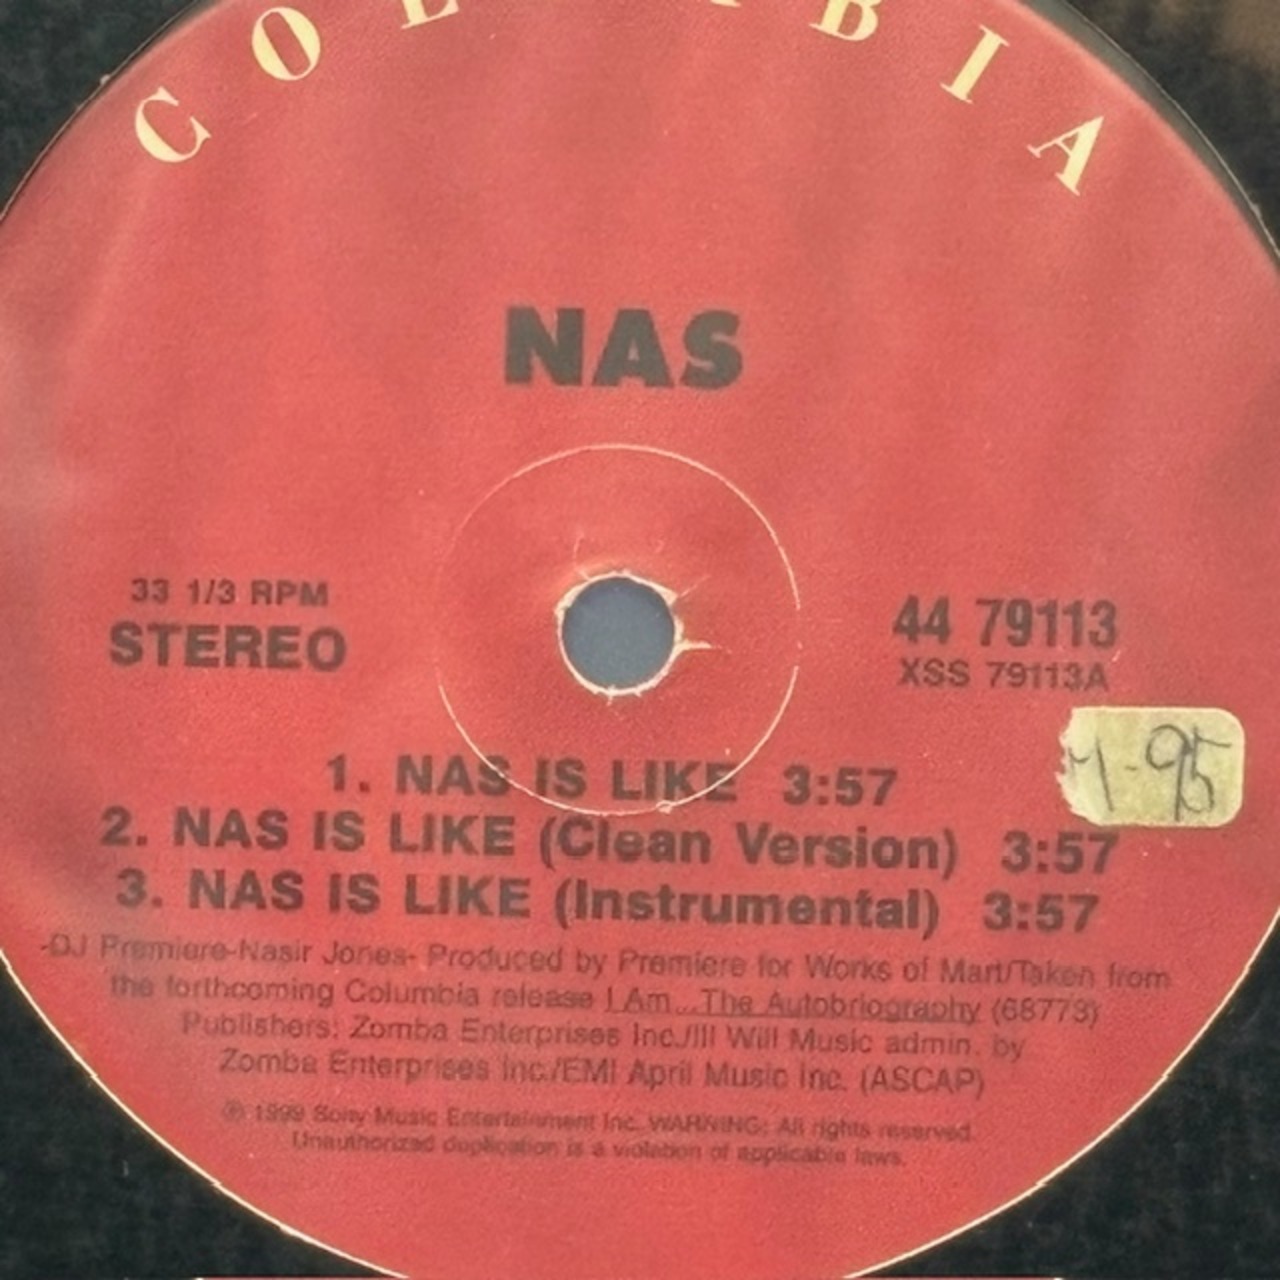 COLUMBIA
NAS
33 1/3 RPM
STEREO
44 79113
XSS 79113A
-95
1. NAS IS LIKE 3:57
2. NAS IS LIKE (Clean Version) 3:57
3. NAS IS LIKE (Instrumental) 3:57
-DJ Premiere-Nasir Jones- Produced by Premiere for Works of Mart/Taken from
the forthcoming Columbia release I Am...The Autobriography (68773)
Publishers: Zomba Enterprises Inc./Ill Will Music admin. by
Zomba Enterprises Inc./EMI April Music Inc. (ASCAP)
℗ 1999 Sony Music Entertainment Inc. WARNING: All rights reserved.
Unauthorized duplication is a violation of applicable laws.